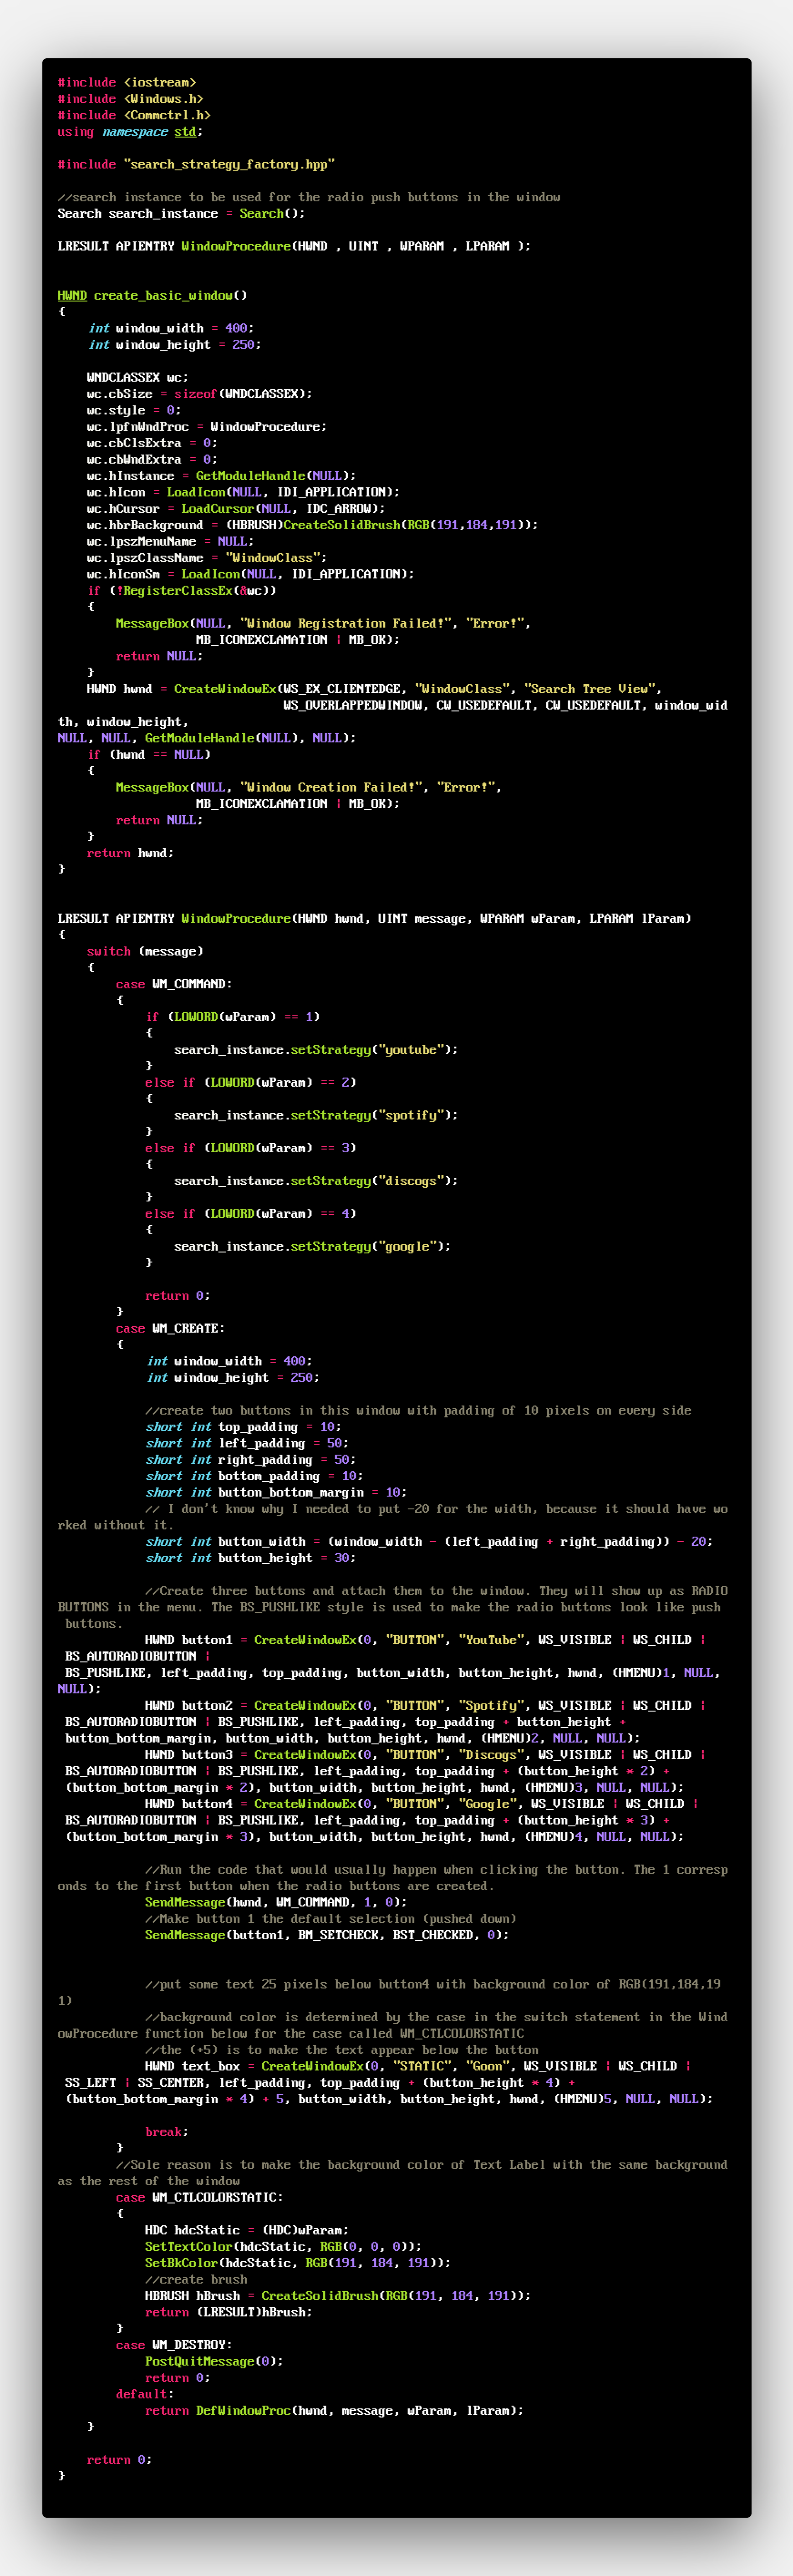 #include <iostream>
#include <Windows.h>
#include <Commctrl.h>
using namespace std;

#include "search_strategy_factory.hpp"

//search instance to be used for the radio push buttons in the window
Search search_instance = Search();

LRESULT APIENTRY WindowProcedure(HWND , UINT , WPARAM , LPARAM );


HWND create_basic_window()
{
    int window_width = 400;
    int window_height = 250;

    WNDCLASSEX wc;
    wc.cbSize = sizeof(WNDCLASSEX);
    wc.style = 0;
    wc.lpfnWndProc = WindowProcedure;
    wc.cbClsExtra = 0;
    wc.cbWndExtra = 0;
    wc.hInstance = GetModuleHandle(NULL);
    wc.hIcon = LoadIcon(NULL, IDI_APPLICATION);
    wc.hCursor = LoadCursor(NULL, IDC_ARROW);
    wc.hbrBackground = (HBRUSH)CreateSolidBrush(RGB(191,184,191));
    wc.lpszMenuName = NULL;
    wc.lpszClassName = "WindowClass";
    wc.hIconSm = LoadIcon(NULL, IDI_APPLICATION);
    if (!RegisterClassEx(&wc))
    {
        MessageBox(NULL, "Window Registration Failed!", "Error!",
                   MB_ICONEXCLAMATION | MB_OK);
        return NULL;
    }
    HWND hwnd = CreateWindowEx(WS_EX_CLIENTEDGE, "WindowClass", "Search Tree View",
                               WS_OVERLAPPEDWINDOW, CW_USEDEFAULT, CW_USEDEFAULT, window_wid
th, window_height,
NULL, NULL, GetModuleHandle(NULL), NULL);
    if (hwnd == NULL)
    {
        MessageBox(NULL, "Window Creation Failed!", "Error!",
                   MB_ICONEXCLAMATION | MB_OK);
        return NULL;
    }
    return hwnd;
}


LRESULT APIENTRY WindowProcedure(HWND hwnd, UINT message, WPARAM wParam, LPARAM lParam)
{
    switch (message)
    {
        case WM_COMMAND:
        {
            if (LOWORD(wParam) == 1)
            {
                search_instance.setStrategy("youtube");
            }
            else if (LOWORD(wParam) == 2)
            {
                search_instance.setStrategy("spotify");
            }
            else if (LOWORD(wParam) == 3)
            {
                search_instance.setStrategy("discogs");
            }
            else if (LOWORD(wParam) == 4)
            {
                search_instance.setStrategy("google");
            }

            return 0;
        }
        case WM_CREATE:
        {
            int window_width = 400;
            int window_height = 250;

            //create two buttons in this window with padding of 10 pixels on every side
            short int top_padding = 10;
            short int left_padding = 50;
            short int right_padding = 50;
            short int bottom_padding = 10;
            short int button_bottom_margin = 10;
            // I don't know why I needed to put -20 for the width, because it should have wo
rked without it.
            short int button_width = (window_width - (left_padding + right_padding)) - 20;
            short int button_height = 30;

            //Create three buttons and attach them to the window. They will show up as RADIO
BUTTONS in the menu. The BS_PUSHLIKE style is used to make the radio buttons look like push
 buttons.
            HWND button1 = CreateWindowEx(0, "BUTTON", "YouTube", WS_VISIBLE | WS_CHILD |
 BS_AUTORADIOBUTTON |
 BS_PUSHLIKE, left_padding, top_padding, button_width, button_height, hwnd, (HMENU)1, NULL,
NULL);
            HWND button2 = CreateWindowEx(0, "BUTTON", "Spotify", WS_VISIBLE | WS_CHILD |
 BS_AUTORADIOBUTTON | BS_PUSHLIKE, left_padding, top_padding + button_height +
 button_bottom_margin, button_width, button_height, hwnd, (HMENU)2, NULL, NULL);
            HWND button3 = CreateWindowEx(0, "BUTTON", "Discogs", WS_VISIBLE | WS_CHILD |
 BS_AUTORADIOBUTTON | BS_PUSHLIKE, left_padding, top_padding + (button_height * 2) +
 (button_bottom_margin * 2), button_width, button_height, hwnd, (HMENU)3, NULL, NULL);
            HWND button4 = CreateWindowEx(0, "BUTTON", "Google", WS_VISIBLE | WS_CHILD |
 BS_AUTORADIOBUTTON | BS_PUSHLIKE, left_padding, top_padding + (button_height * 3) +
 (button_bottom_margin * 3), button_width, button_height, hwnd, (HMENU)4, NULL, NULL);

            //Run the code that would usually happen when clicking the button. The 1 corresp
onds to the first button when the radio buttons are created.
            SendMessage(hwnd, WM_COMMAND, 1, 0);
            //Make button 1 the default selection (pushed down)
            SendMessage(button1, BM_SETCHECK, BST_CHECKED, 0);


            //put some text 25 pixels below button4 with background color of RGB(191,184,19
1)
            //background color is determined by the case in the switch statement in the Wind
owProcedure function below for the case called WM_CTLCOLORSTATIC
            //the (+5) is to make the text appear below the button
            HWND text_box = CreateWindowEx(0, "STATIC", "Goon", WS_VISIBLE | WS_CHILD |
 SS_LEFT | SS_CENTER, left_padding, top_padding + (button_height * 4) +
 (button_bottom_margin * 4) + 5, button_width, button_height, hwnd, (HMENU)5, NULL, NULL);

            break;
        }
        //Sole reason is to make the background color of Text Label with the same background
as the rest of the window
        case WM_CTLCOLORSTATIC:
        {
            HDC hdcStatic = (HDC)wParam;
            SetTextColor(hdcStatic, RGB(0, 0, 0));
            SetBkColor(hdcStatic, RGB(191, 184, 191));
            //create brush
            HBRUSH hBrush = CreateSolidBrush(RGB(191, 184, 191));
            return (LRESULT)hBrush;
        }
        case WM_DESTROY:
            PostQuitMessage(0);
            return 0;
        default:
            return DefWindowProc(hwnd, message, wParam, lParam);
    }

    return 0;
}